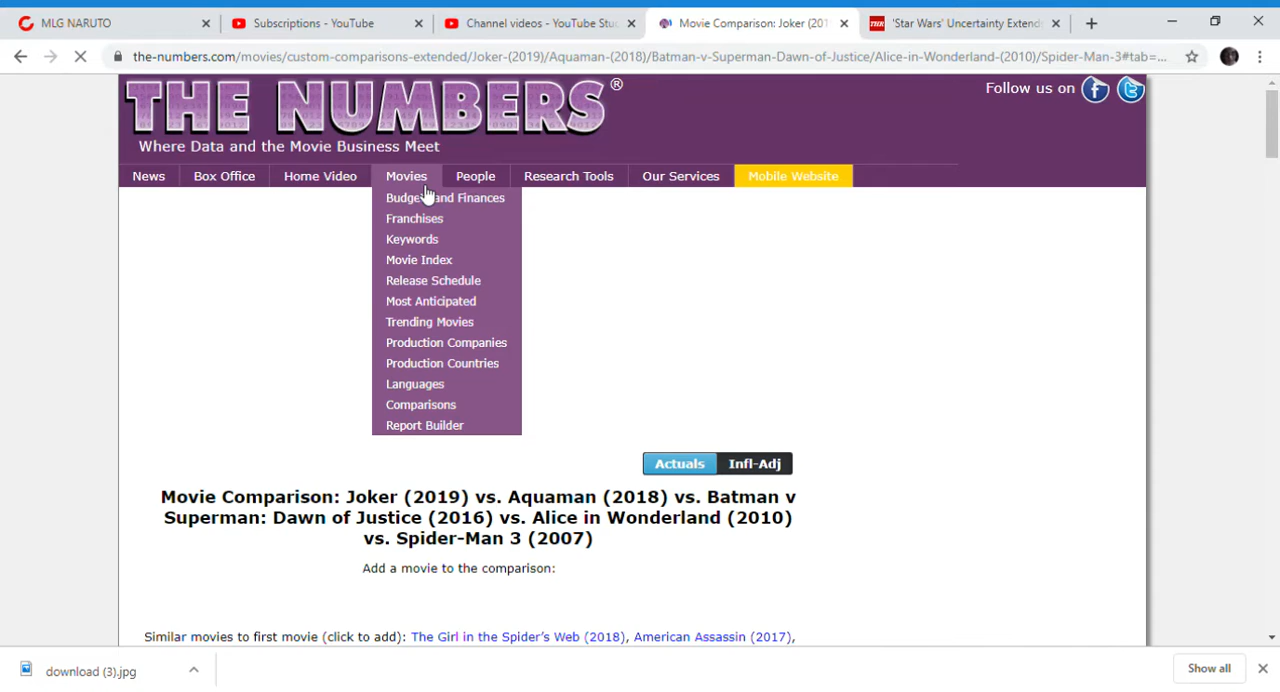 MLG NARUTO
Subscriptions - YouTube
Channel videos - YouTube Stu
Movie Comparison: Joker (201
THR
'Star Wars' Uncertainty Extend
the-numbers.com/movies/custom-comparisons-extended/Joker-(2019)/Aquaman-(2018)/Batman-v-Superman-Dawn-of-Justice/Alice-in-Wonderland-(2010)/Spider-Man-3#tab=...
THE NUMBERS®
Where Data and the Movie Business Meet
Follow us on
News Box Office Home Video Movies People Research Tools Our Services Mobile Website
Budge and Finances
Franchises
Keywords
Movie Index
Release Schedule
Most Anticipated
Trending Movies
Production Companies
Production Countries
Languages
Comparisons
Report Builder
Actuals Infl-Adj
Movie Comparison: Joker (2019) vs. Aquaman (2018) vs. Batman v
Superman: Dawn of Justice (2016) vs. Alice in Wonderland (2010)
vs. Spider-Man 3 (2007)
Add a movie to the comparison:
Similar movies to first movie (click to add): The Girl in the Spider's Web (2018), American Assassin (2017),
download (3).jpg
Show all